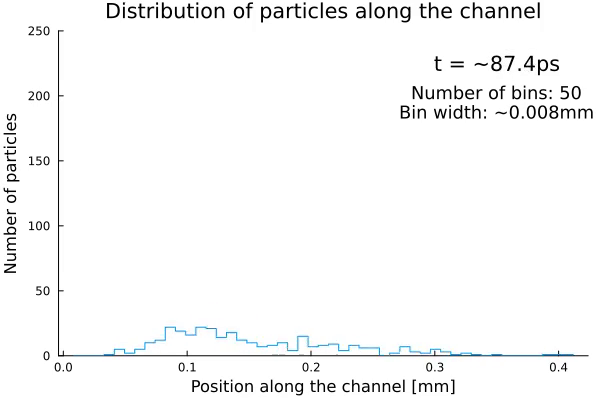 Distribution of particles along the channel
t = ~87.4ps
Number of bins: 50
Bin width: ~0.008mm
Number of particles
250
200
150
100
50
0
0.0 0.1 0.2 0.3 0.4
Position along the channel [mm]